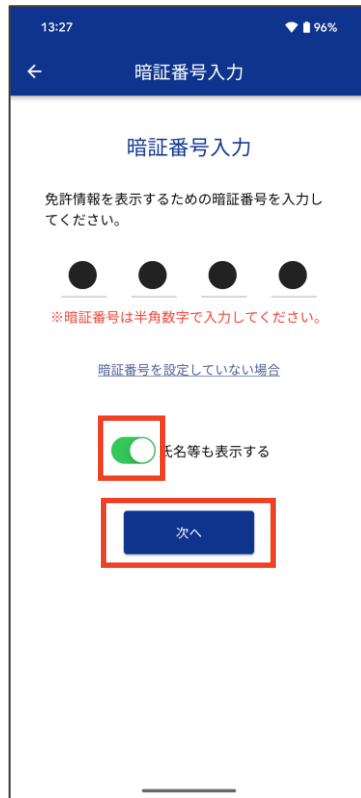 13:27 96%
暗証番号入力
暗証番号入力
免許情報を表示するための暗証番号を入力し
てください。
※暗証番号は半角数字で入力してください。
暗証番号を設定していない場合
氏名等も表示する
次へ